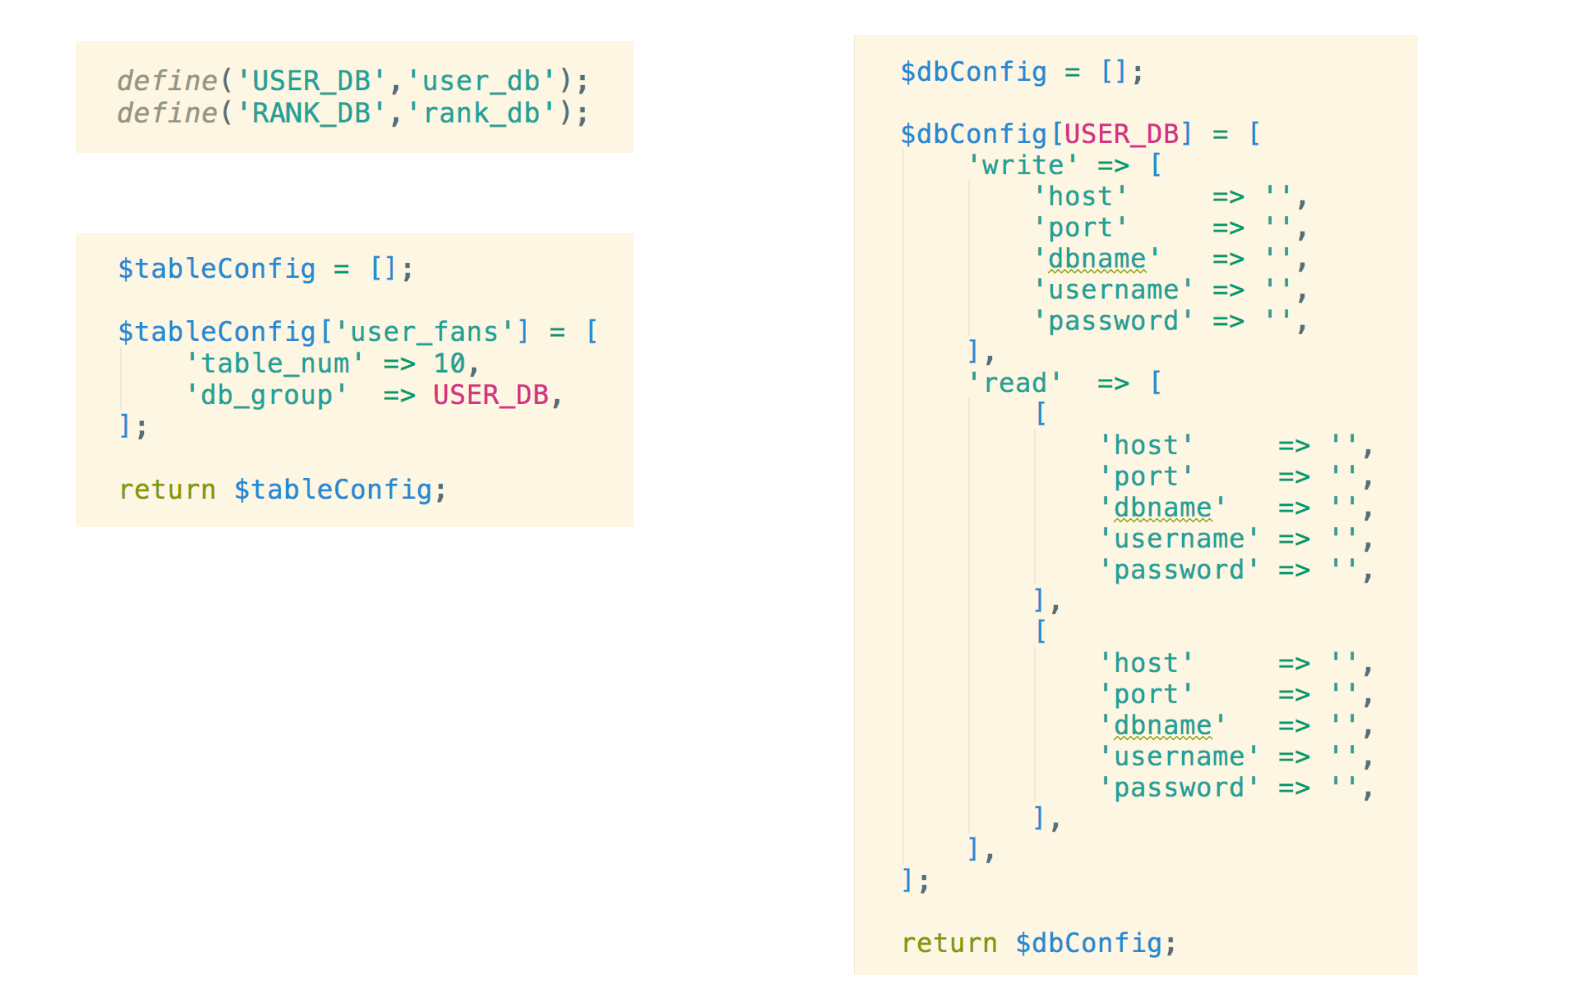 define('USER_DB','user_db');
define('RANK_DB','rank_db');
$tableConfig = [];
$tableConfig['user_fans'] = [
    'table_num' => 10,
    'db_group'  => USER_DB,
];
return $tableConfig;
$dbConfig = [];
$dbConfig[USER_DB] = [
    'write' => [
        'host'     => '',
        'port'     => '',
        'dbname'   => '',
        'username' => '',
        'password' => '',
    ],
    'read'  => [
        [
            'host'     => '',
            'port'     => '',
            'dbname'   => '',
            'username' => '',
            'password' => '',
        ],
        [
            'host'     => '',
            'port'     => '',
            'dbname'   => '',
            'username' => '',
            'password' => '',
        ],
    ],
];
return $dbConfig;